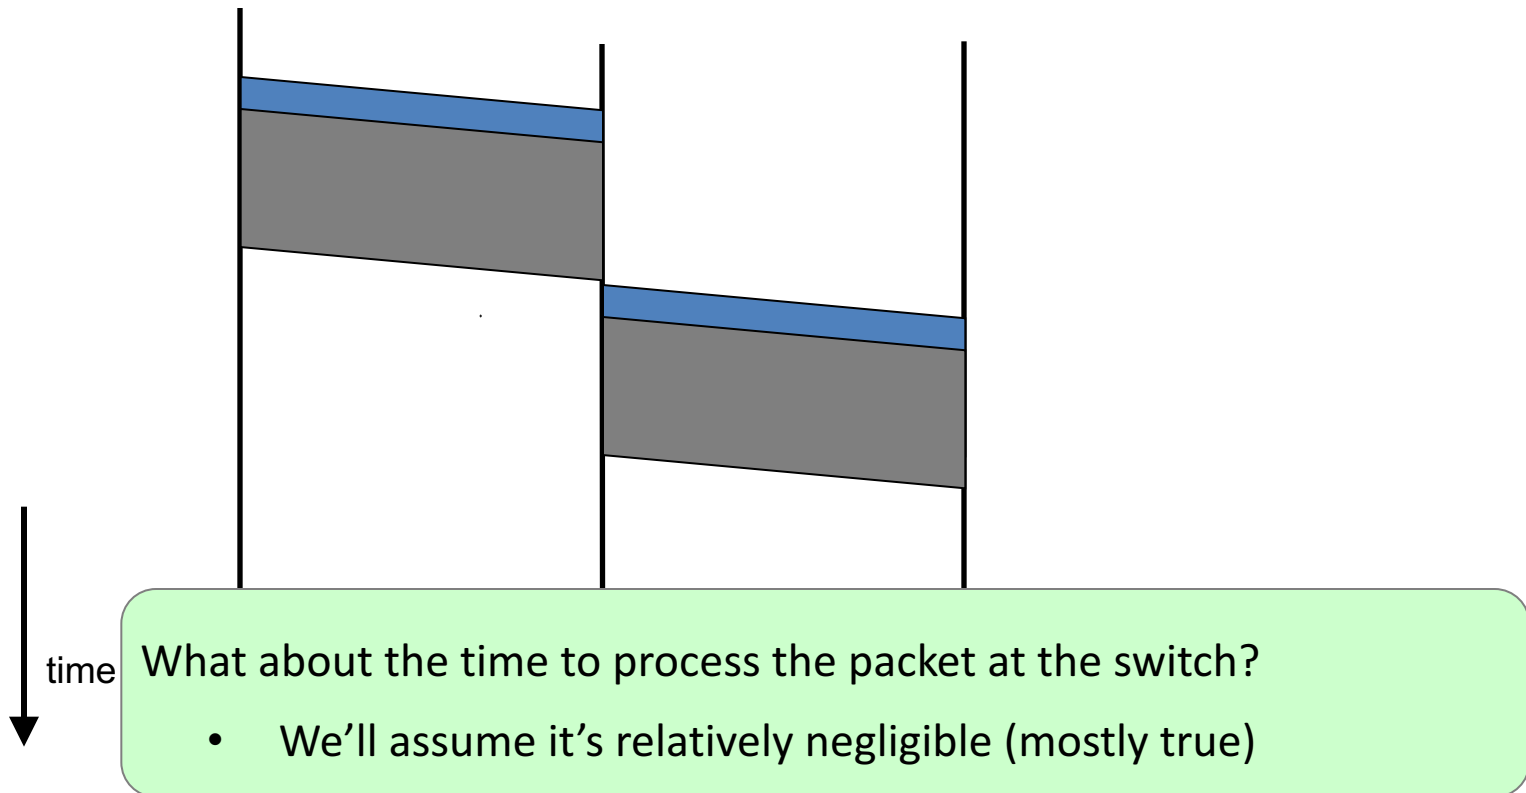 time
What about the time to process the packet at the switch?
• We’ll assume it’s relatively negligible (mostly true)